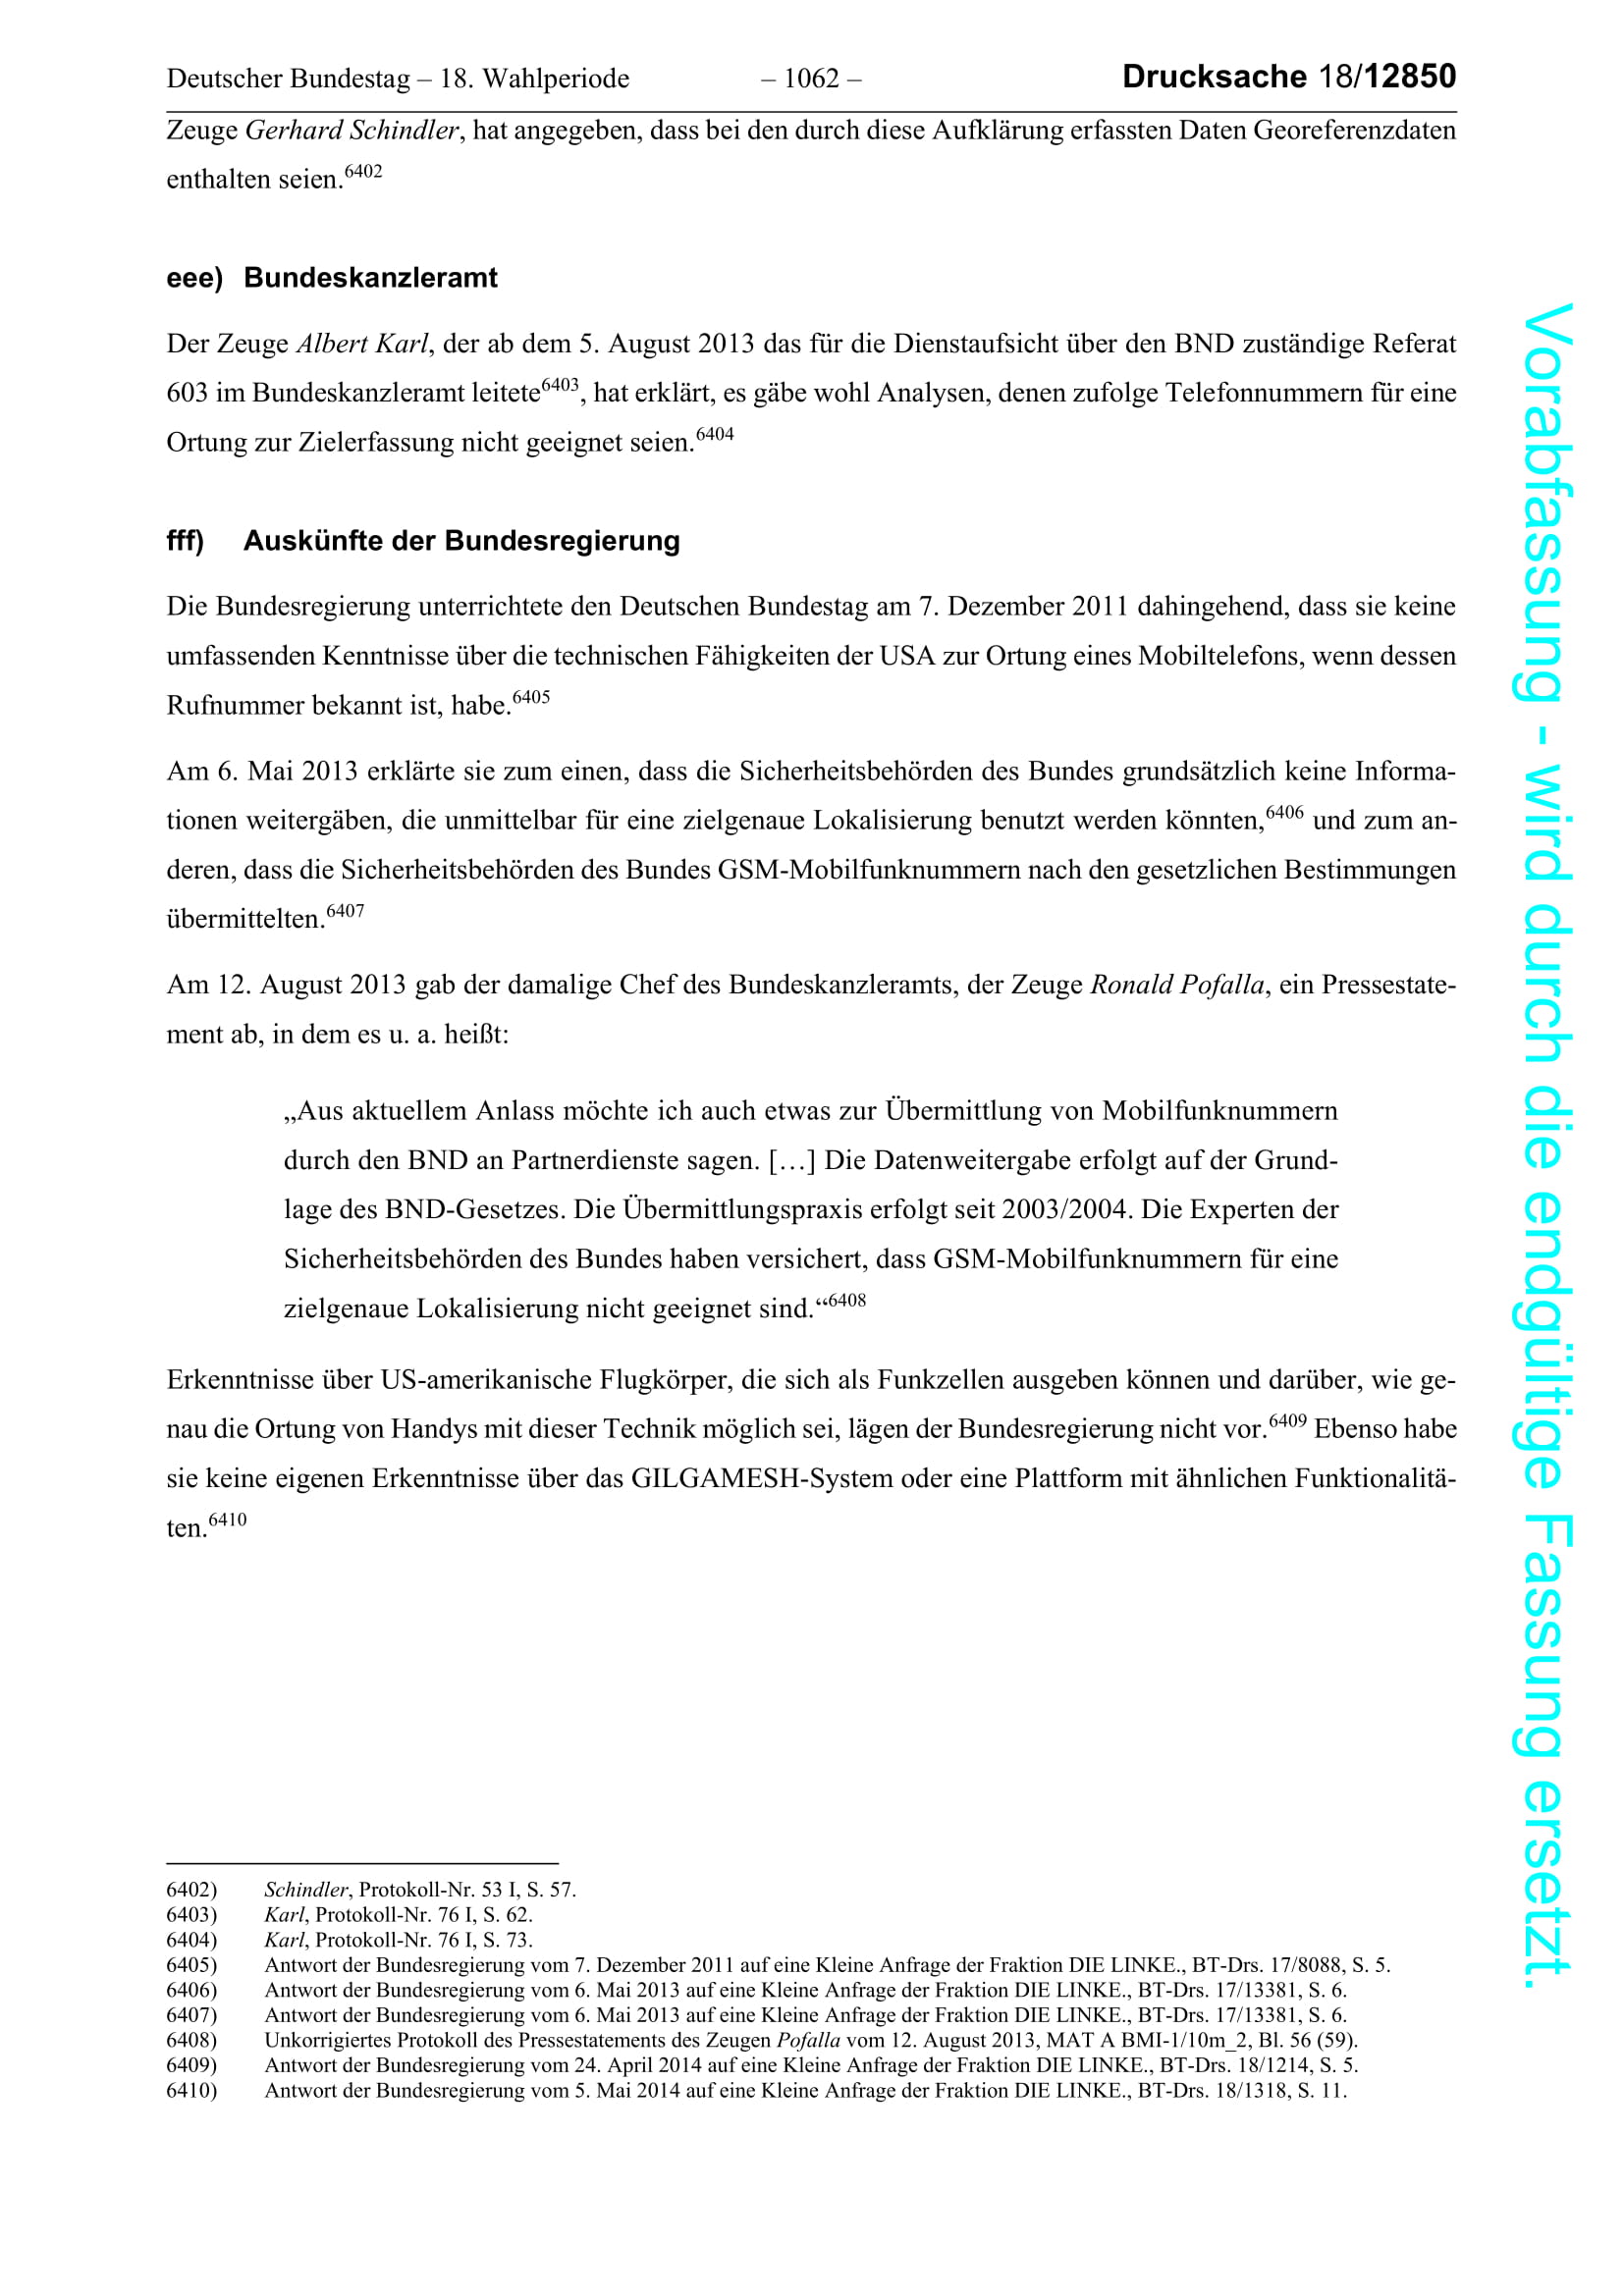 Deutscher Bundestag – 18. Wahlperiode – 1062 – Drucksache 18/12850
Zeuge Gerhard Schindler, hat angegeben, dass bei den durch diese Aufklärung erfassten Daten Georeferenzdaten
enthalten seien.6402
eee) Bundeskanzleramt
Der Zeuge Albert Karl, der ab dem 5. August 2013 das für die Dienstaufsicht über den BND zuständige Referat
603 im Bundeskanzleramt leitete6403, hat erklärt, es gäbe wohl Analysen, denen zufolge Telefonnummern für eine
Ortung zur Zielerfassung nicht geeignet seien.6404
fff) Auskünfte der Bundesregierung
Die Bundesregierung unterrichtete den Deutschen Bundestag am 7. Dezember 2011 dahingehend, dass sie keine
umfassenden Kenntnisse über die technischen Fähigkeiten der USA zur Ortung eines Mobiltelefons, wenn dessen
Rufnummer bekannt ist, habe.6405
Am 6. Mai 2013 erklärte sie zum einen, dass die Sicherheitsbehörden des Bundes grundsätzlich keine Informa-
tionen weitergäben, die unmittelbar für eine zielgenaue Lokalisierung benutzt werden könnten,6406 und zum an-
deren, dass die Sicherheitsbehörden des Bundes GSM-Mobilfunknummern nach den gesetzlichen Bestimmungen
übermittelten.6407
Am 12. August 2013 gab der damalige Chef des Bundeskanzleramts, der Zeuge Ronald Pofalla, ein Pressestate-
ment ab, in dem es u. a. heißt:
„Aus aktuellem Anlass möchte ich auch etwas zur Übermittlung von Mobilfunknummern
durch den BND an Partnerdienste sagen. […] Die Datenweitergabe erfolgt auf der Grund-
lage des BND-Gesetzes. Die Übermittlungspraxis erfolgt seit 2003/2004. Die Experten der
Sicherheitsbehörden des Bundes haben versichert, dass GSM-Mobilfunknummern für eine
zielgenaue Lokalisierung nicht geeignet sind.“6408
Erkenntnisse über US-amerikanische Flugkörper, die sich als Funkzellen ausgeben können und darüber, wie ge-
nau die Ortung von Handys mit dieser Technik möglich sei, lägen der Bundesregierung nicht vor.6409 Ebenso habe
sie keine eigenen Erkenntnisse über das GILGAMESH-System oder eine Plattform mit ähnlichen Funktionalitä-
ten.6410
6402) Schindler, Protokoll-Nr. 53 I, S. 57.
6403) Karl, Protokoll-Nr. 76 I, S. 62.
6404) Karl, Protokoll-Nr. 76 I, S. 73.
6405) Antwort der Bundesregierung vom 7. Dezember 2011 auf eine Kleine Anfrage der Fraktion DIE LINKE., BT-Drs. 17/8088, S. 5.
6406) Antwort der Bundesregierung vom 6. Mai 2013 auf eine Kleine Anfrage der Fraktion DIE LINKE., BT-Drs. 17/13381, S. 6.
6407) Antwort der Bundesregierung vom 6. Mai 2013 auf eine Kleine Anfrage der Fraktion DIE LINKE., BT-Drs. 17/13381, S. 6.
6408) Unkorrigiertes Protokoll des Pressestatements des Zeugen Pofalla vom 12. August 2013, MAT A BMI-1/10m_2, Bl. 56 (59).
6409) Antwort der Bundesregierung vom 24. April 2014 auf eine Kleine Anfrage der Fraktion DIE LINKE., BT-Drs. 18/1214, S. 5.
6410) Antwort der Bundesregierung vom 5. Mai 2014 auf eine Kleine Anfrage der Fraktion DIE LINKE., BT-Drs. 18/1318, S. 11.
Vorabfassung - wird durch die endgültige Fassung ersetzt.